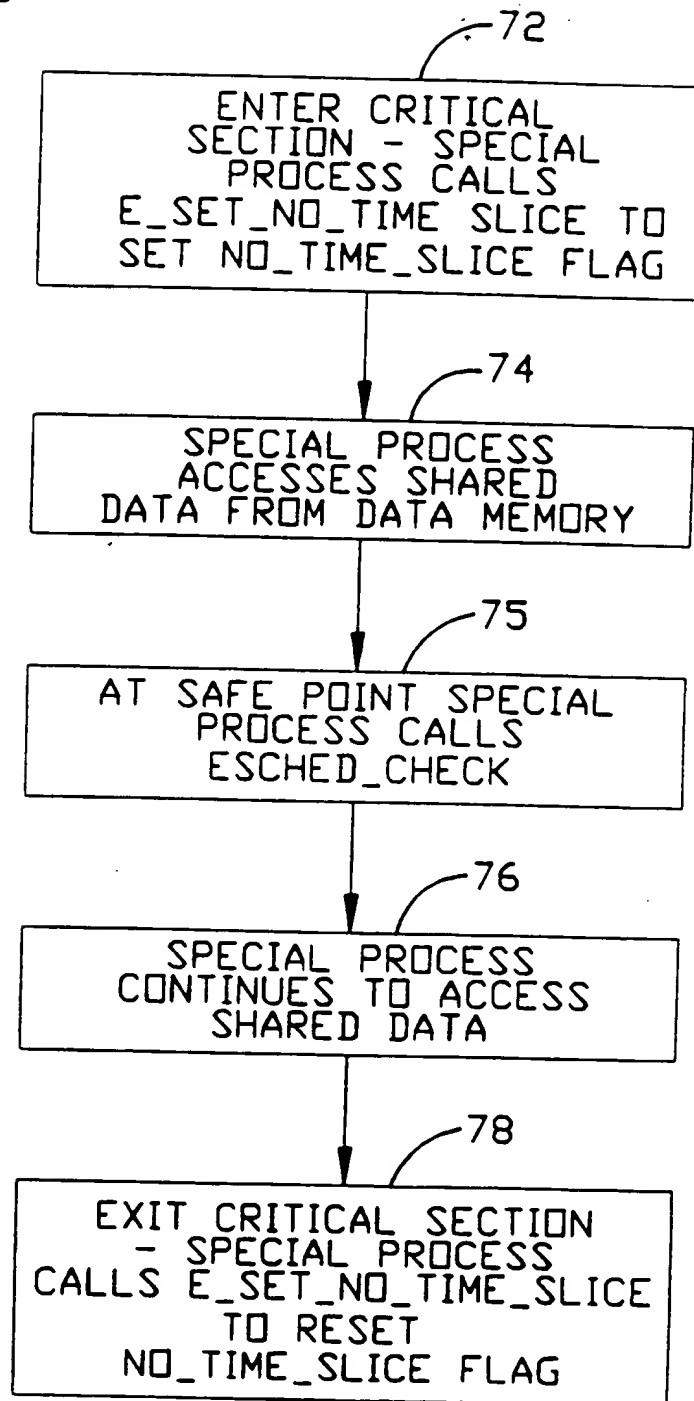 72
ENTER CRITICAL
SECTION - SPECIAL
PROCESS CALLS
E_SET_NO_TIME SLICE TO
SET NO_TIME_SLICE FLAG
74
SPECIAL PROCESS
ACCESSES SHARED
DATA FROM DATA MEMORY
75
AT SAFE POINT SPECIAL
PROCESS CALLS
ESCHED_CHECK
76
SPECIAL PROCESS
CONTINUES TO ACCESS
SHARED DATA
78
EXIT CRITICAL SECTION
- SPECIAL PROCESS
CALLS E_SET_NO_TIME_SLICE
TO RESET
NO_TIME_SLICE FLAG